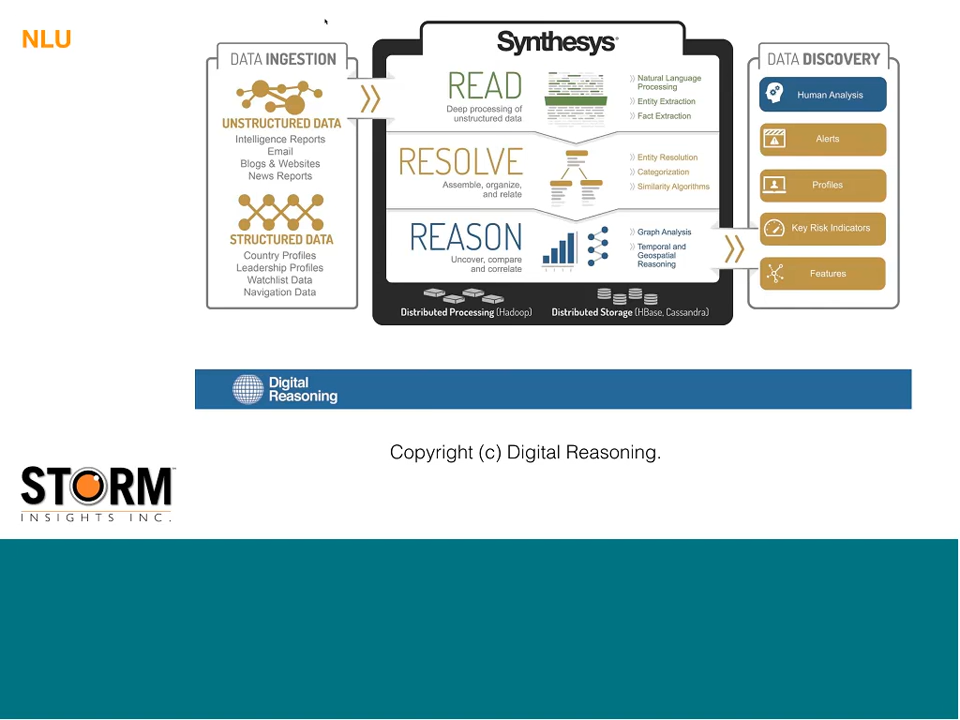 NLU
DATA INGESTION
UNSTRUCTURED DATA
Intelligence Reports
Email
Blogs & Websites
News Reports
STRUCTURED DATA
Country Profiles
Leadership Profiles
Watchlist Data
Navigation Data
Synthesys®
READ
Deep processing of
unstructured data
Natural Language
Processing
Entity Extraction
Fact Extraction
RESOLVE
Assemble, organize,
and relate
Entity Resolution
Categorization
Similarity Algorithms
REASON
Uncover, compare
and correlate
Graph Analysis
Temporal and
Geospatial
Reasoning
Distributed Processing (Hadoop)
Distributed Storage (HBase, Cassandra)
DATA DISCOVERY
Human Analysis
Alerts
Profiles
Key Risk Indicators
Features
Digital
Reasoning
Copyright (c) Digital Reasoning.
STORM™
INSIGHTS INC.